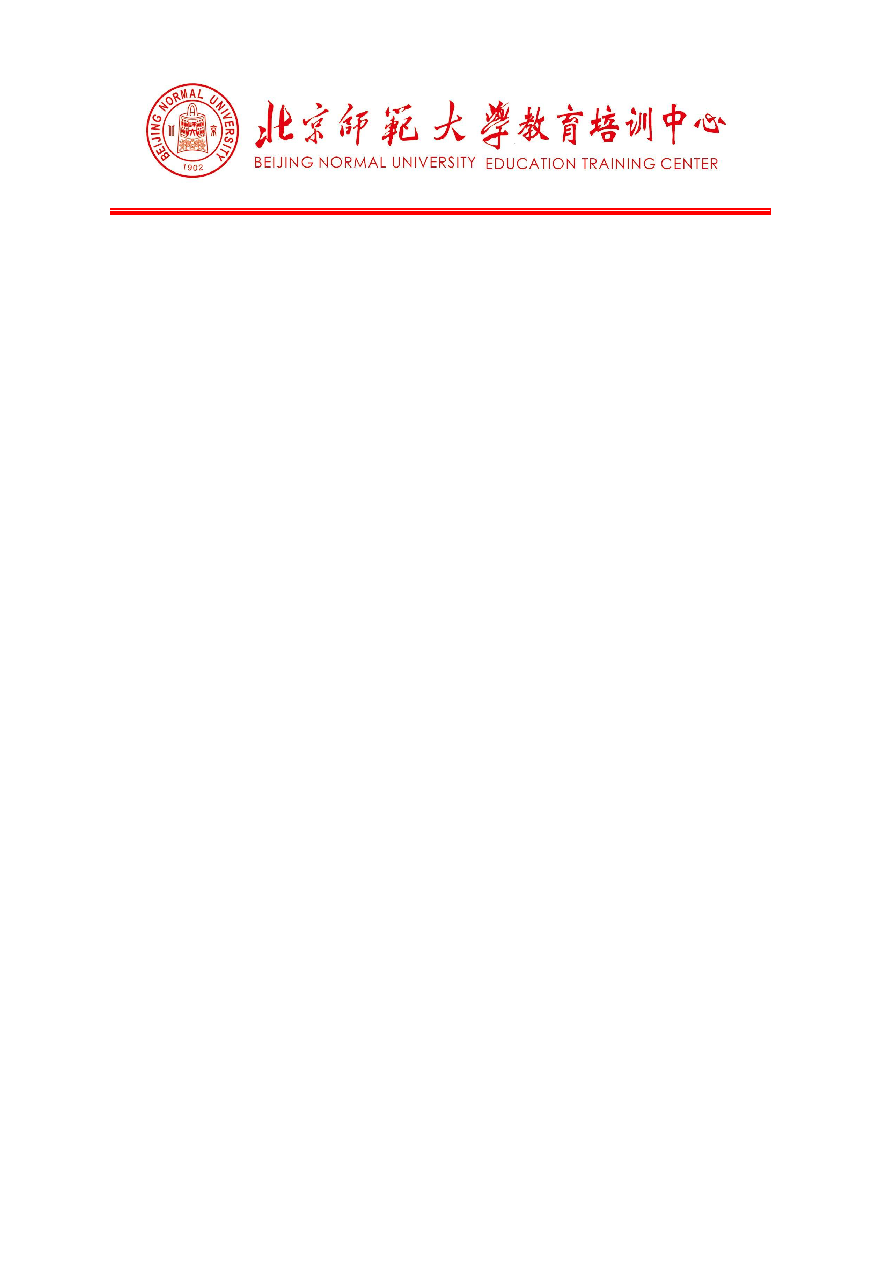 BEIJING NORMAL UNIVERSITY
1902
北京師範大學教育培训中心
BEIJING NORMAL UNIVERSITY EDUCATION TRAINING CENTER